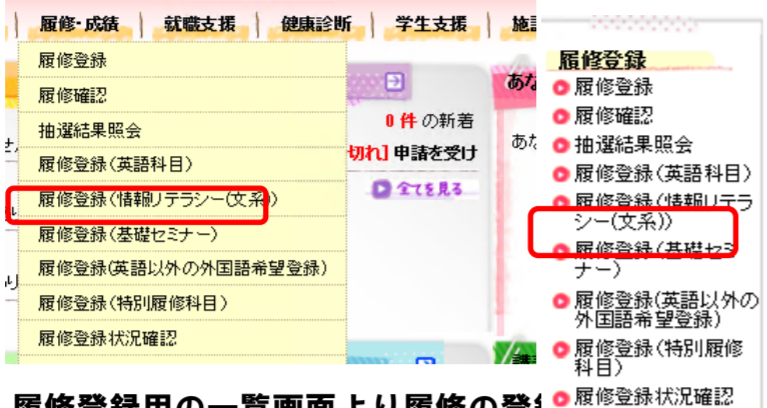 履修・成績 就職支援 健康診断 学生支援
履修登録
履修確認
抽選結果照会
履修登録(英語科目)
履修登録(情報リテラシー(文系))
履修登録(基礎セミナー)
履修登録(英語以外の外国語希望登録)
履修登録(特別履修科目)
履修登録状況確認
0 件 の新着
切れ] 申請を受け
全てを見る
あな
あな
履修登録
履修登録
履修確認
抽選結果照会
履修登録(英語科目)
履修登録(情報リテラ
シー(文系))
履修登録(基礎セミ
ナー)
履修登録(英語以外の
外国語希望登録)
履修登録(特別履修
科目)
履修登録状況確認
履修登録用の一覧画面より履修の登